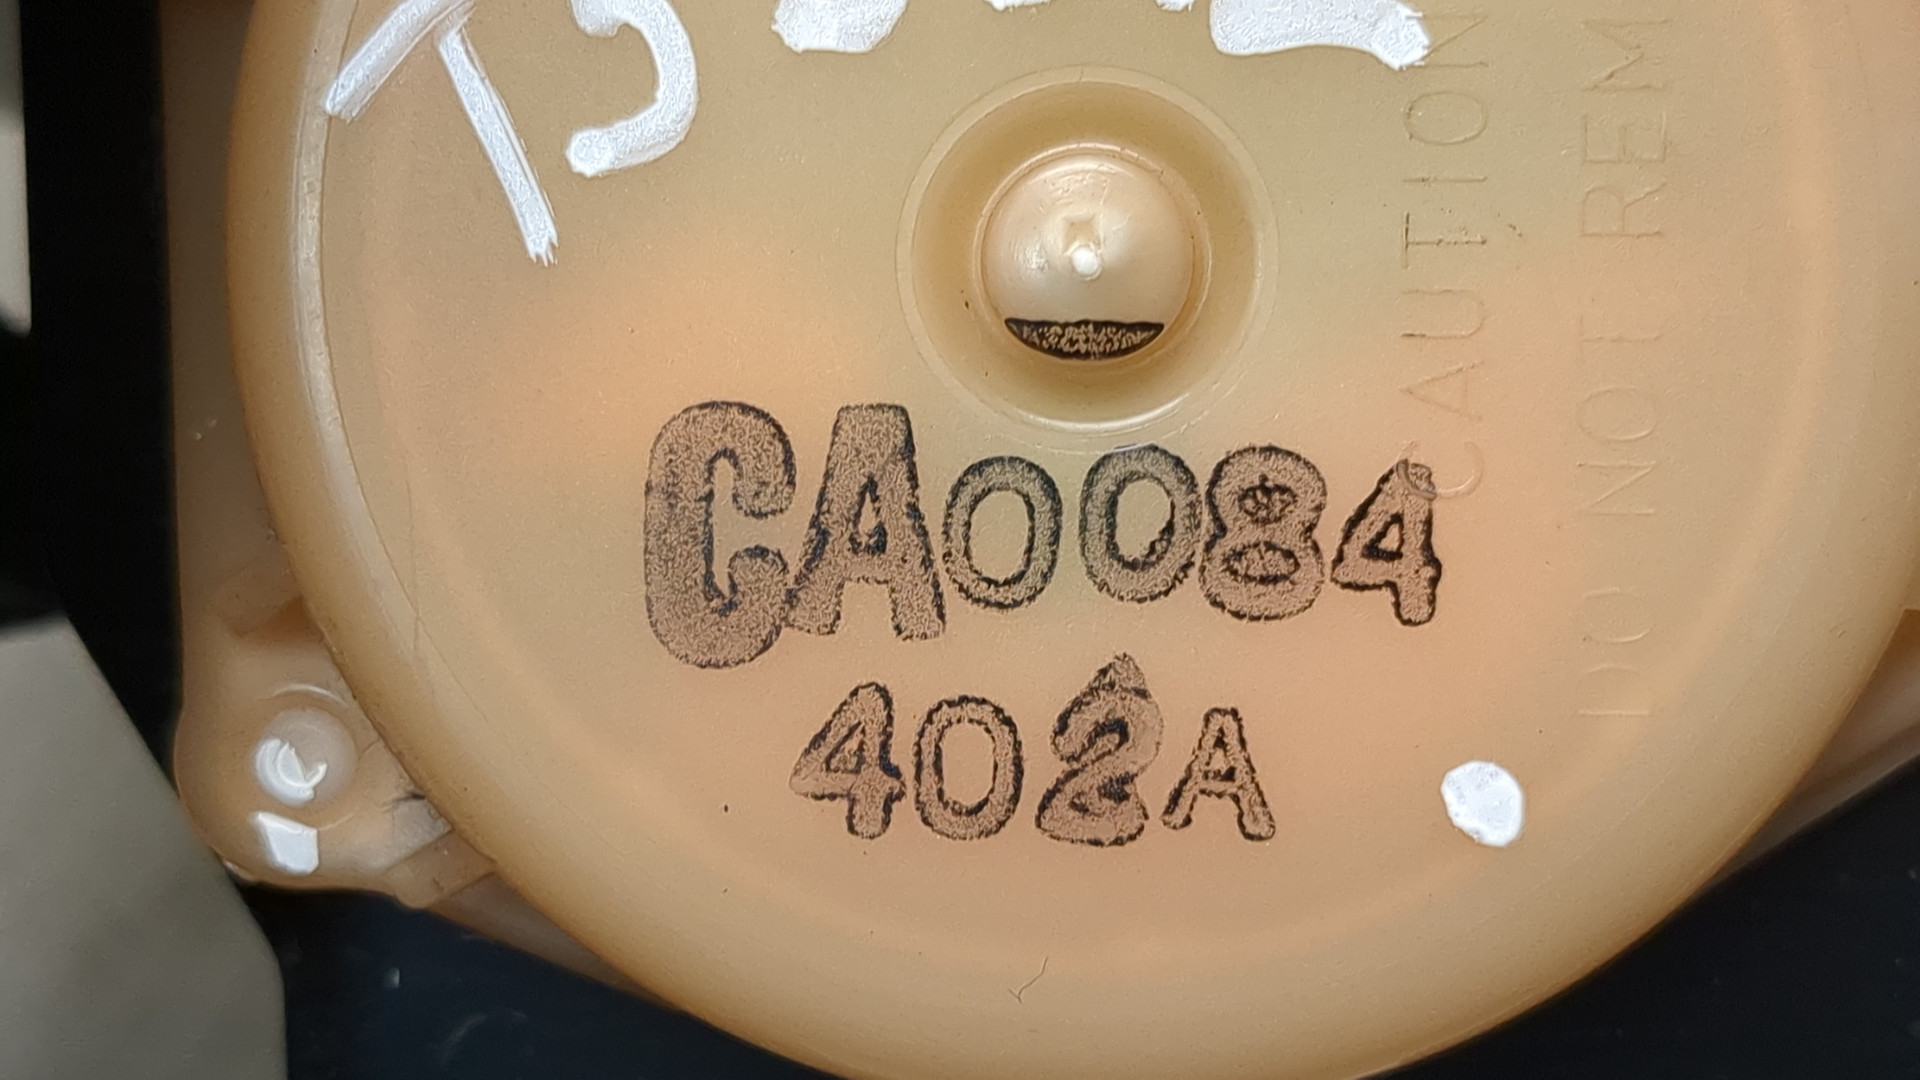 CA0084
402A
CAUTION
DO NOT REM